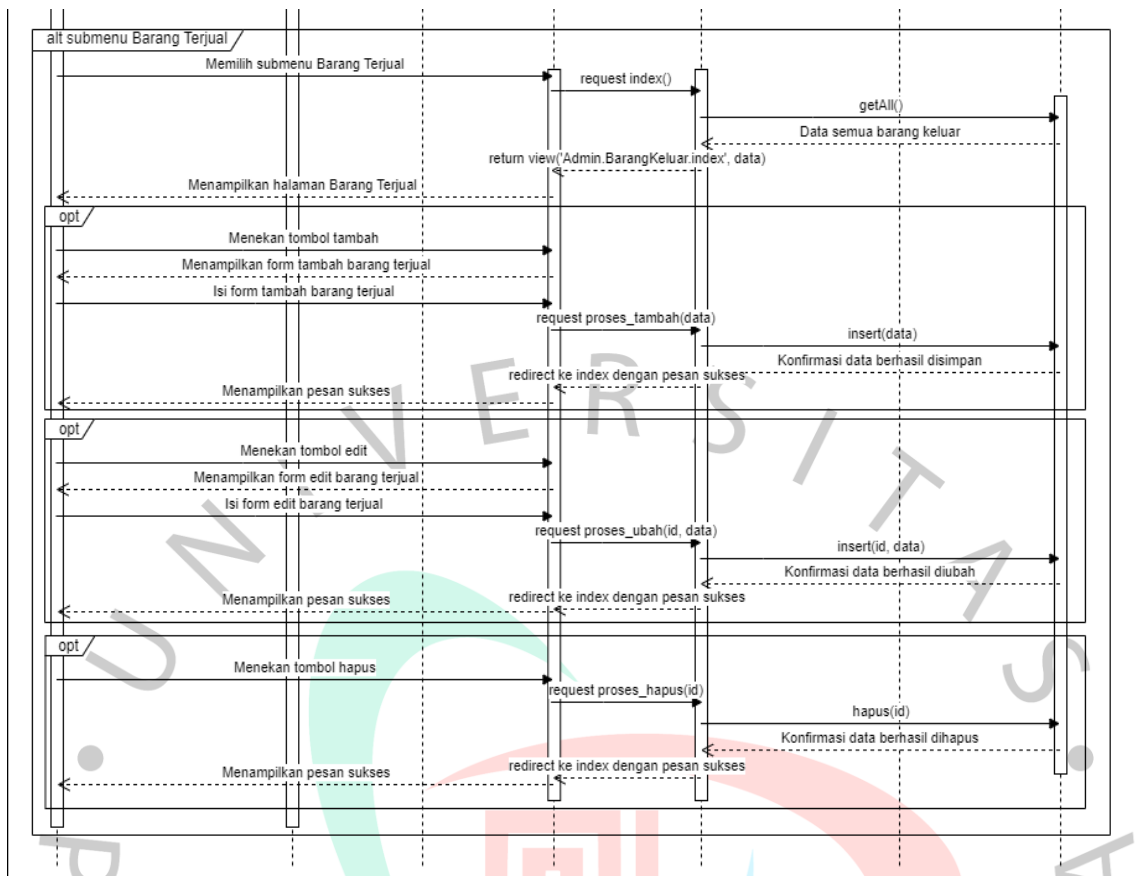 alt submenu Barang Terjual
Memilih submenu Barang Terjual
request index()
getAll()
Data semua barang keluar
return view('Admin.BarangKeluar.index', data)
Menampilkan halaman Barang Terjual
opt
Menekan tombol tambah
Menampilkan form tambah barang terjual
Isi form tambah barang terjual
request proses_tambah(data)
insert(data)
Konfirmasi data berhasil disimpan
redirect ke index dengan pesan sukses
Menampilkan pesan sukses
opt
Menekan tombol edit
Menampilkan form edit barang terjual
Isi form edit barang terjual
request proses_ubah(id, data)
insert(id, data)
Konfirmasi data berhasil diubah
redirect ke index dengan pesan sukses
Menampilkan pesan sukses
opt
Menekan tombol hapus
request proses_hapus(id)
hapus(id)
Konfirmasi data berhasil dihapus
redirect ke index dengan pesan sukses
Menampilkan pesan sukses